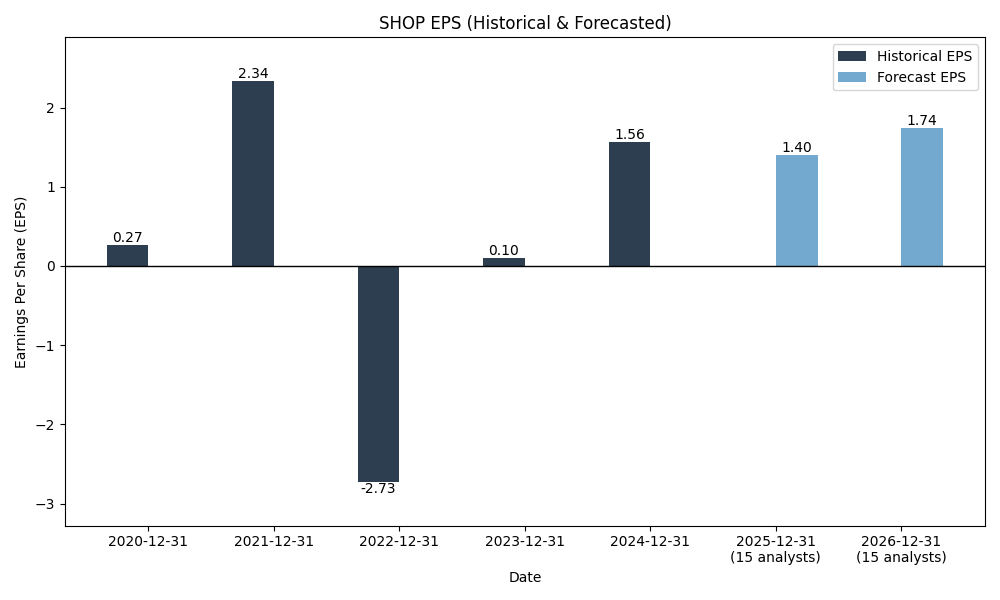 SHOP EPS (Historical & Forecasted)
Historical EPS
Forecast EPS
Earnings Per Share (EPS)
2
1
0
−1
−2
−3
0.27
2.34
-2.73
0.10
1.56
1.40
1.74
2020-12-31
2021-12-31
2022-12-31
2023-12-31
2024-12-31
2025-12-31
(15 analysts)
2026-12-31
(15 analysts)
Date